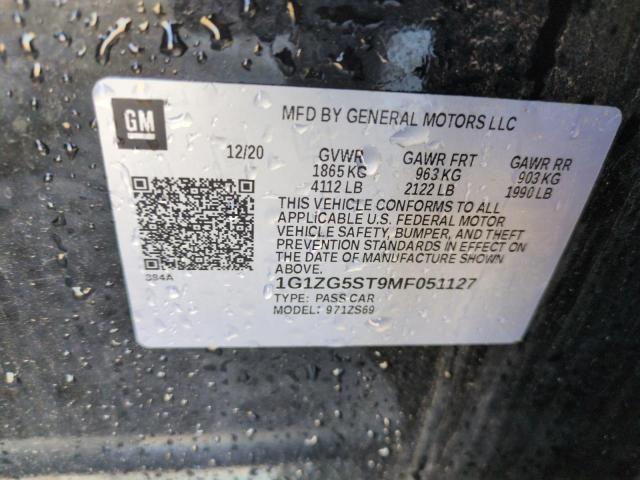 GM
MFD BY GENERAL MOTORS LLC
12/20 GVWR GAWR FRT GAWR RR
1865 KG 963 KG 903 KG
4112 LB 2122 LB 1990 LB
THIS VEHICLE CONFORMS TO ALL
APPLICABLE U.S. FEDERAL MOTOR
VEHICLE SAFETY, BUMPER, AND THEFT
PREVENTION STANDARDS IN EFFECT ON
THE DATE OF MANUFACTURE SHOWN
ABOVE.
384A
1G1ZG5ST9MF051127
TYPE: PASS CAR
MODEL: 971ZS69